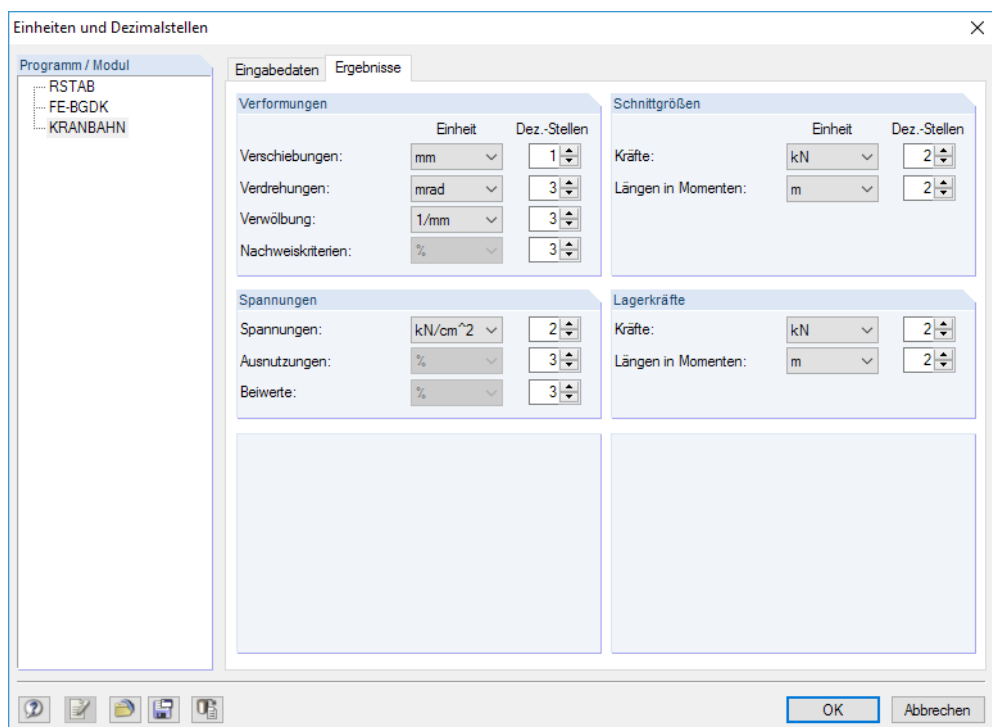 Einheiten und Dezimalstellen
Programm / Modul
RSTAB
FE-BGDK
KRANBAHN
Eingabedaten Ergebnisse
Verformungen
Einheit Dez.-Stellen
Verschiebungen: mm 1
Verdrehungen: mrad 3
Verwölbung: 1/mm 3
Nachweiskriterien: % 3
Schnittgrößen
Einheit Dez.-Stellen
Kräfte: kN 2
Längen in Momenten: m 2
Spannungen
Spannungen: kN/cm^2 2
Ausnutzungen: % 3
Beiwerte: % 3
Lagerkräfte
Kräfte: kN 2
Längen in Momenten: m 2
OK Abbrechen